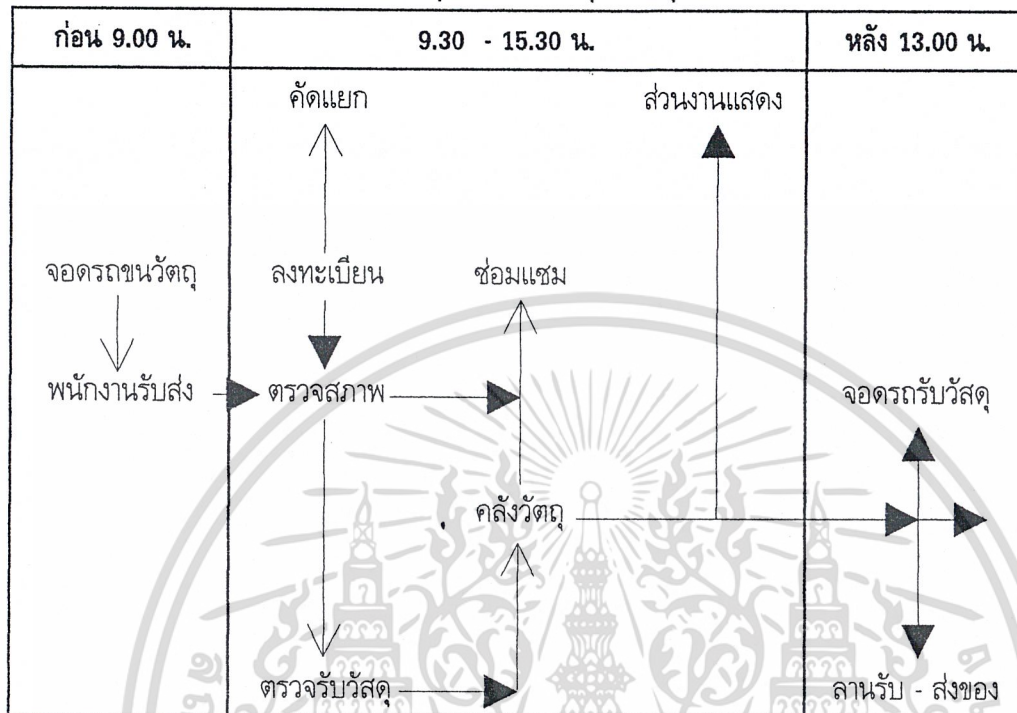 ก่อน 9.00 น. 9.30 - 15.30 น. หลัง 13.00 น.
คัดแยก ส่วนงานแสดง
จอดรถขนวัตถุ ลงทะเบียน ซ่อมแซม
พนักงานรับส่ง ตรวจสภาพ จอดรถรับวัสดุ
คลังวัตถุ
ตรวจรับวัสดุ ลานรับ - ส่งของ